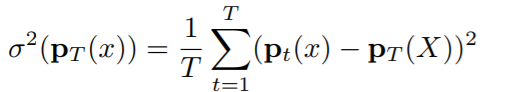 σ²(𝐩_T(x)) = \frac{1}{T} \sum_{t=1}^{T} (𝐩_t(x) − 𝐩_T(X))²